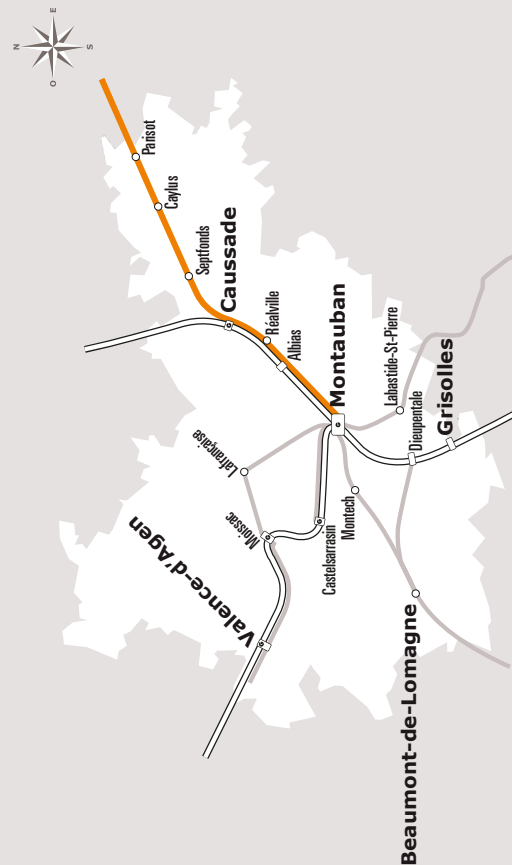 N
E
S
O
Parisot
Caylus
Septfonds
Caussade
Réalville
Albias
Montauban
Labastide-St-Pierre
Lafrançaise
Dieupentale
Grisolles
Moissac
Montech
Castelsarrasin
Valence-d'Agen
Beaumont-de-Lomagne